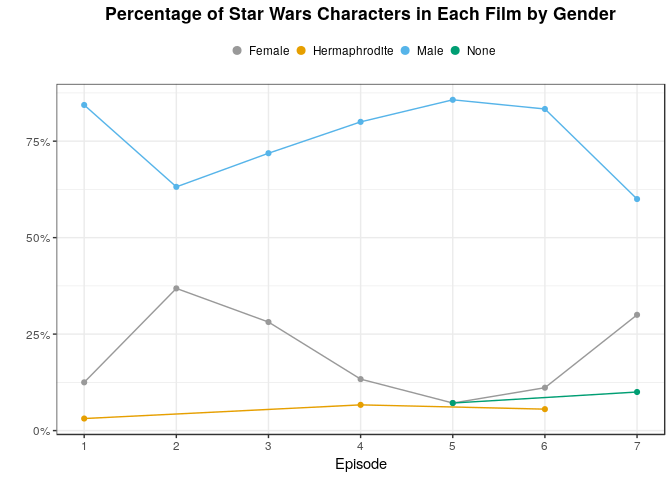 Percentage of Star Wars Characters in Each Film by Gender
Female Hermaphrodite Male None
75%
50%
25%
0%
1 2 3 4 5 6 7
Episode